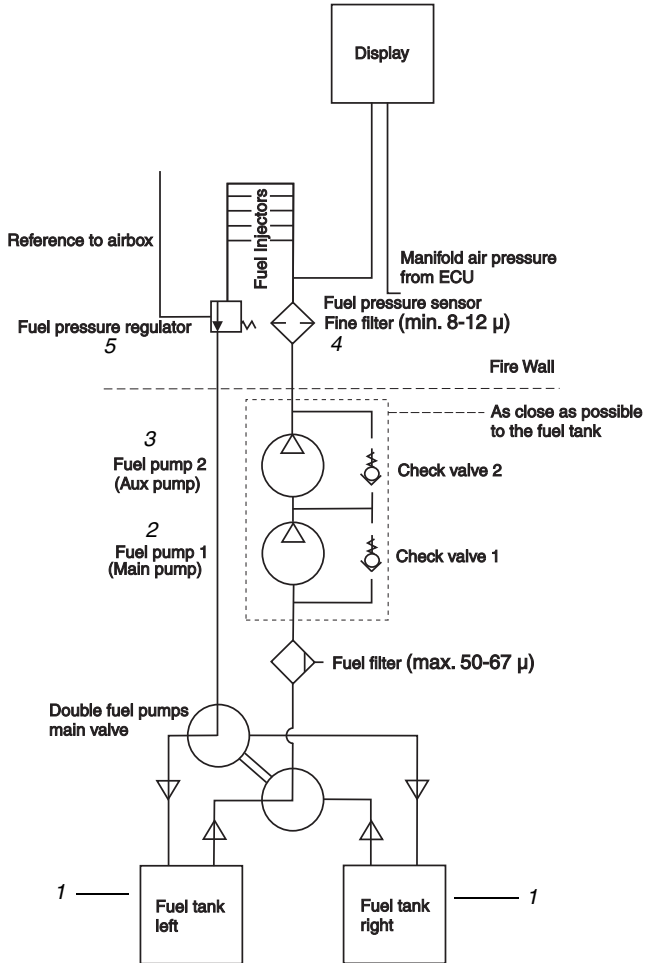 Display
Fuel Injectors
Reference to airbox
Manifold air pressure
from ECU
Fuel pressure sensor
Fuel pressure regulator
5
Fine filter (min. 8-12 µ)
4
Fire Wall
As close as possible
to the fuel tank
3
Fuel pump 2
(Aux pump)
Check valve 2
2
Fuel pump 1
(Main pump)
Check valve 1
Fuel filter (max. 50-67 µ)
Double fuel pumps
main valve
1
Fuel tank
left
Fuel tank
right
1